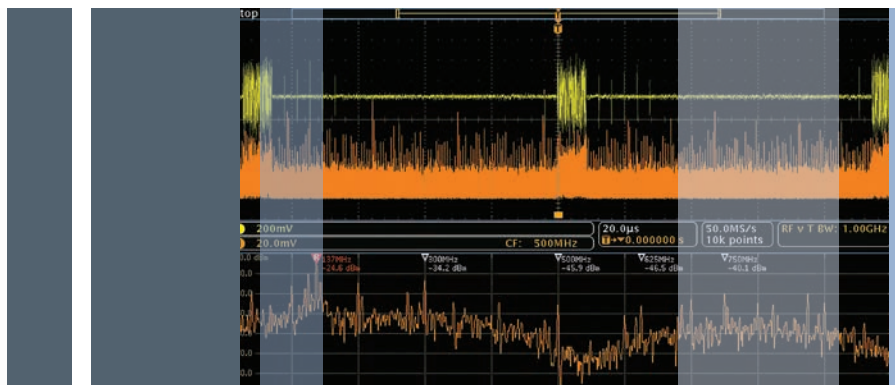 top
T
200mV
20.0mV
CF: 500MHz
20.0µs
T→▼0.000000 s
50.0MS/s
10k points
RF v T BW: 1.00GHz
137MHz
-24.6 dBm
300MHz
-34.2 dBm
500MHz
-45.9 dBm
625MHz
-46.5 dBm
750MHz
-40.1 dBm